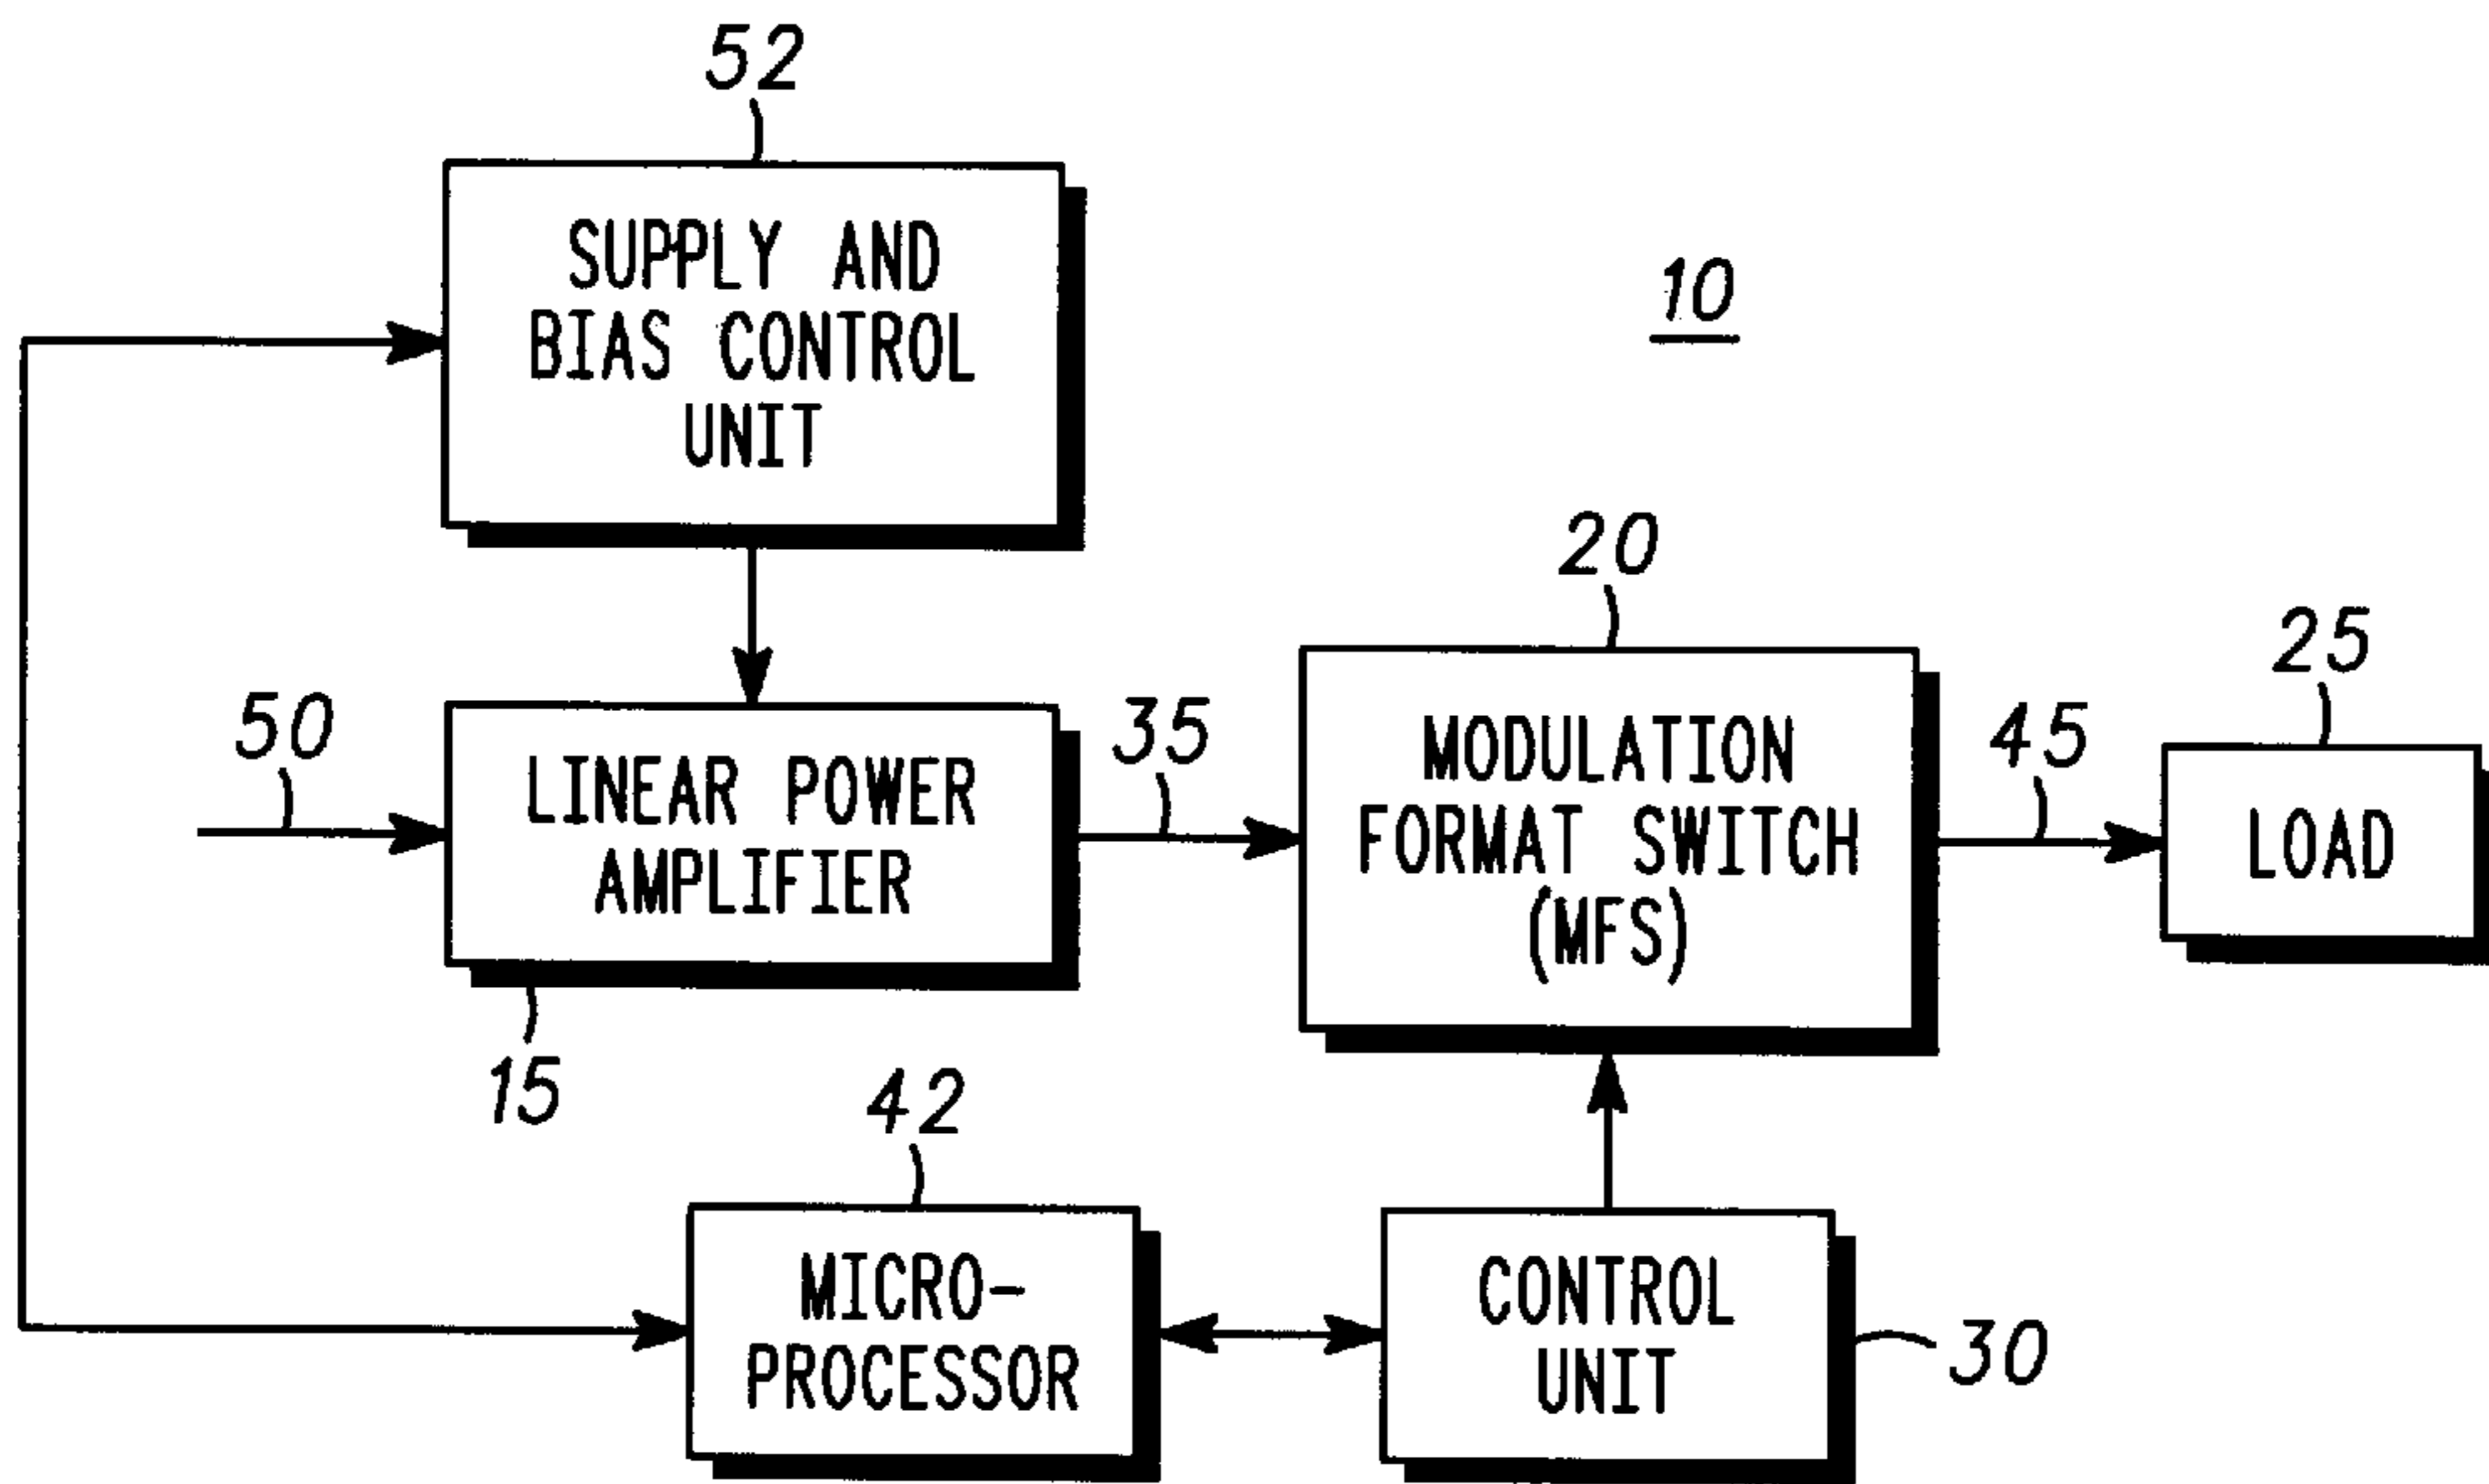 52
SUPPLY AND
BIAS CONTROL
UNIT
10
20
25
50
LINEAR POWER
AMPLIFIER
35
MODULATION
FORMAT SWITCH
(MFS)
45
LOAD
15
42
MICRO-
PROCESSOR
CONTROL
UNIT
30